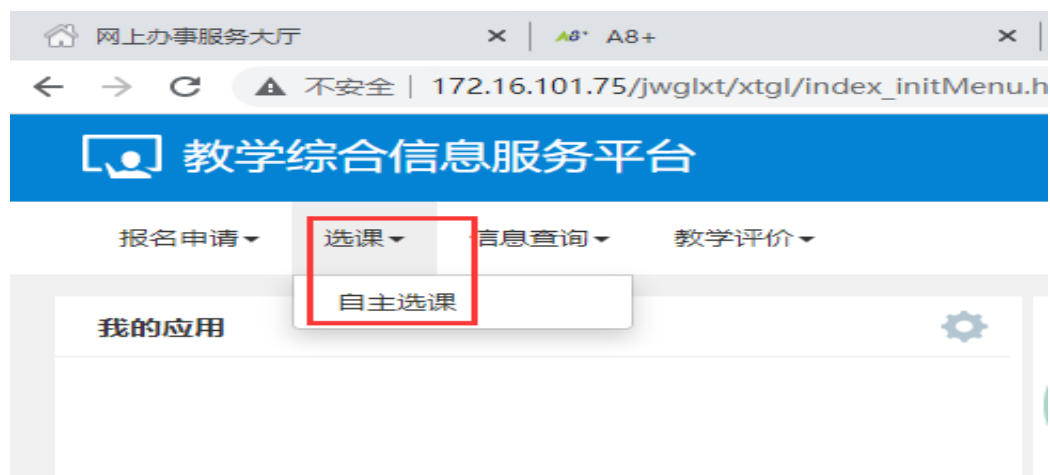 网上办事服务大厅 × A8+ A8+ ×
不安全 | 172.16.101.75/jwglxt/xtgl/index_initMenu.h
教学综合信息服务平台
报名申请 选课 信息查询 教学评价
自主选课
我的应用